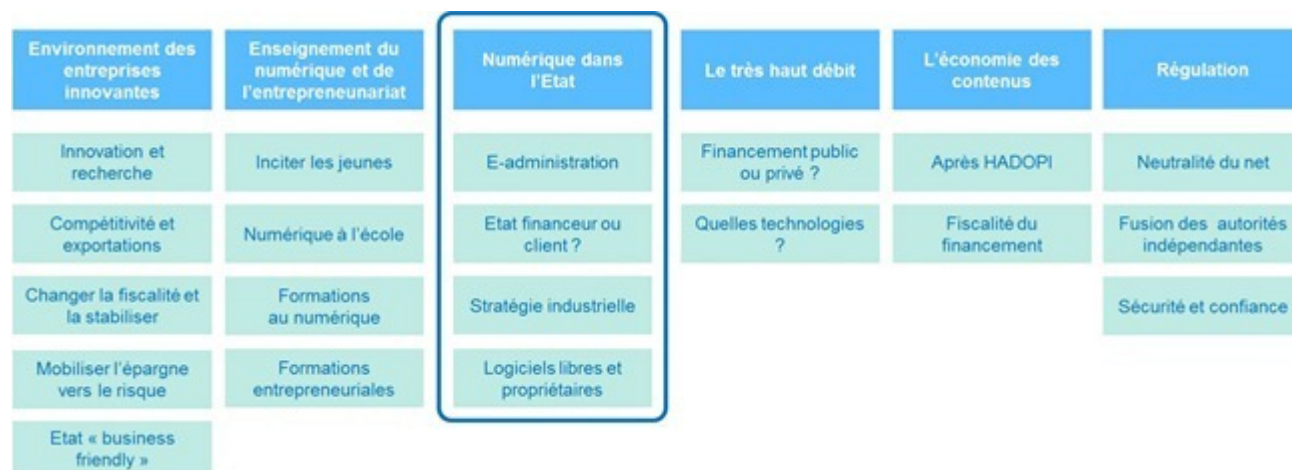 Environnement des
entreprises
innovantes
Innovation et
recherche
Compétitivité et
exportations
Changer la fiscalité et
la stabiliser
Mobiliser l'épargne
vers le risque
Etat « business
friendly »
Enseignement du
numérique et de
l'entrepreneunariat
Inciter les jeunes
Numérique à l'école
Formations
au numérique
Formations
entrepreneuriales
Numérique dans
l'Etat
E-administration
Etat financeur ou
client ?
Stratégie industrielle
Logiciels libres et
propriétaires
Le très haut débit
Financement public
ou privé ?
Quelles technologies
?
L'économie des
contenus
Après HADOPI
Fiscalité du
financement
Régulation
Neutralité du net
Fusion des autorités
indépendantes
Sécurité et confiance